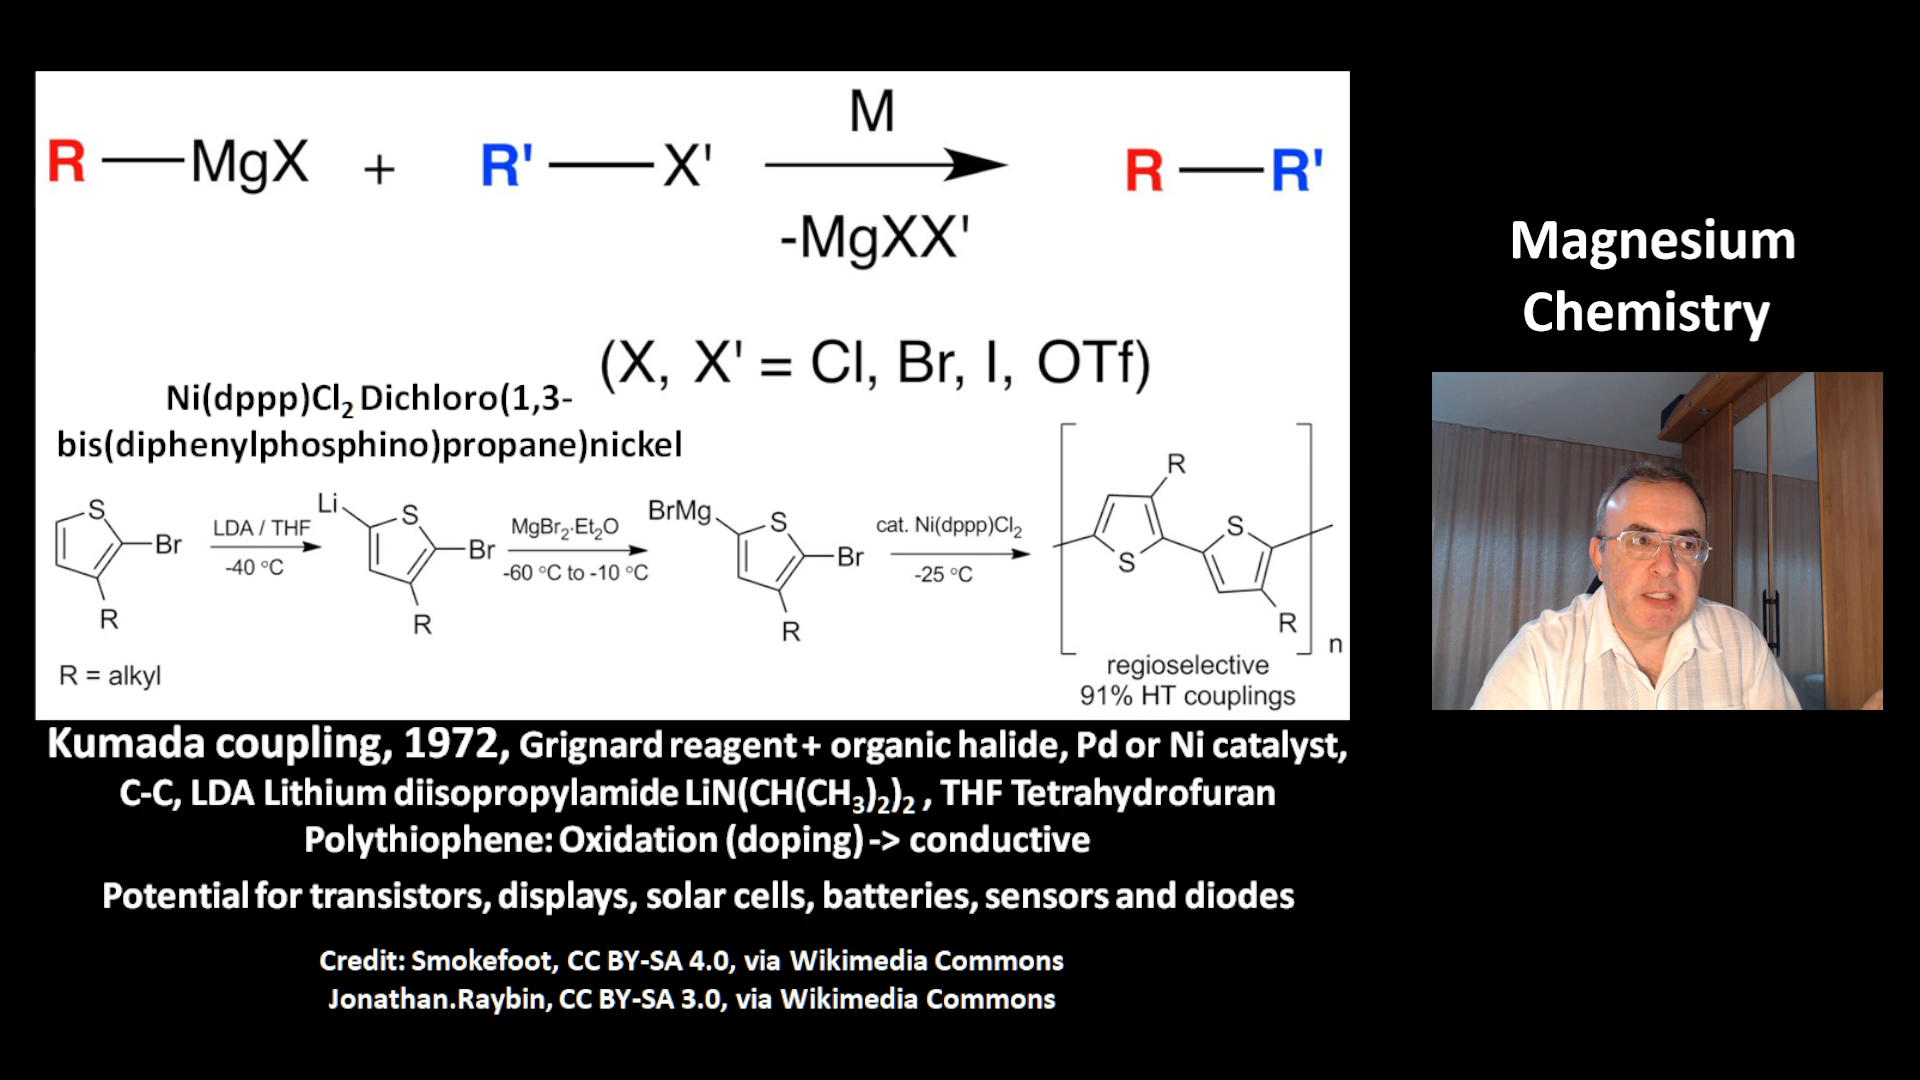 M
R—MgX + R'—X' R—R'
-MgXX'
(X, X' = Cl, Br, I, OTf)
Ni(dppp)Cl₂ Dichloro(1,3-
bis(diphenylphosphino)propane)nickel
S Br R
R = alkyl
LDA / THF
-40 °C
Li S Br R
MgBr₂·Et₂O
-60 °C to -10 °C
BrMg S Br R
cat. Ni(dppp)Cl₂
-25 °C
R S S R n
regioselective
91% HT couplings
Kumada coupling, 1972, Grignard reagent + organic halide, Pd or Ni catalyst,
C-C, LDA Lithium diisopropylamide LiN(CH(CH₃)₂)₂ , THF Tetrahydrofuran
Polythiophene: Oxidation (doping) -> conductive
Potential for transistors, displays, solar cells, batteries, sensors and diodes
Credit: Smokefoot, CC BY-SA 4.0, via Wikimedia Commons
Jonathan.Raybin, CC BY-SA 3.0, via Wikimedia Commons
Magnesium
Chemistry